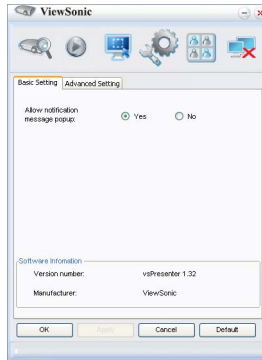 ViewSonic
Basic Setting
Advanced Setting
Allow notification
message popup:
Yes
No
Software Infomation
Version number:
vsPresenter 1.32
Manufacturer:
ViewSonic
OK
Apply
Cancel
Default